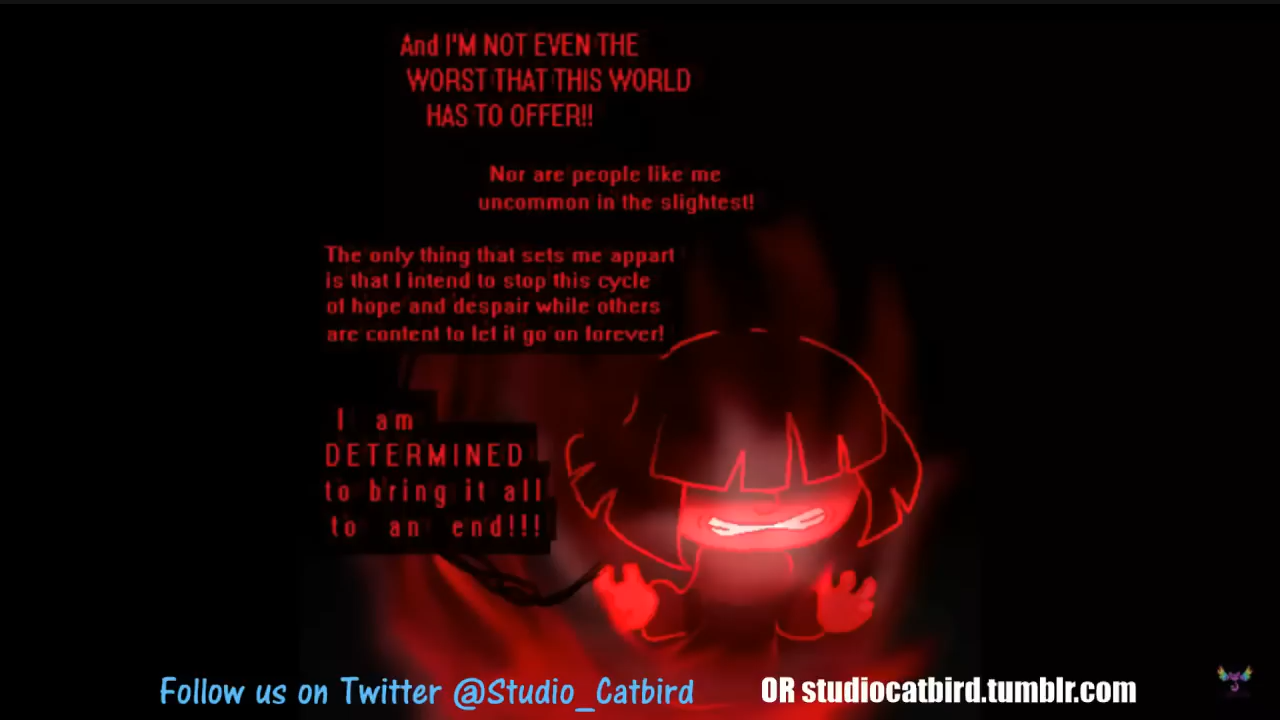 And I'M NOT EVEN THE
WORST THAT THIS WORLD
HAS TO OFFER!!
Nor are people like me
uncommon in the slightest!
The only thing that sets me appart
is that I intend to stop this cycle
of hope and despair while others
are content to let it go on forever!
I am
DETERMINED
to bring it all
to an end!!!
Follow us on Twitter @Studio_Catbird OR studiocatbird.tumblr.com